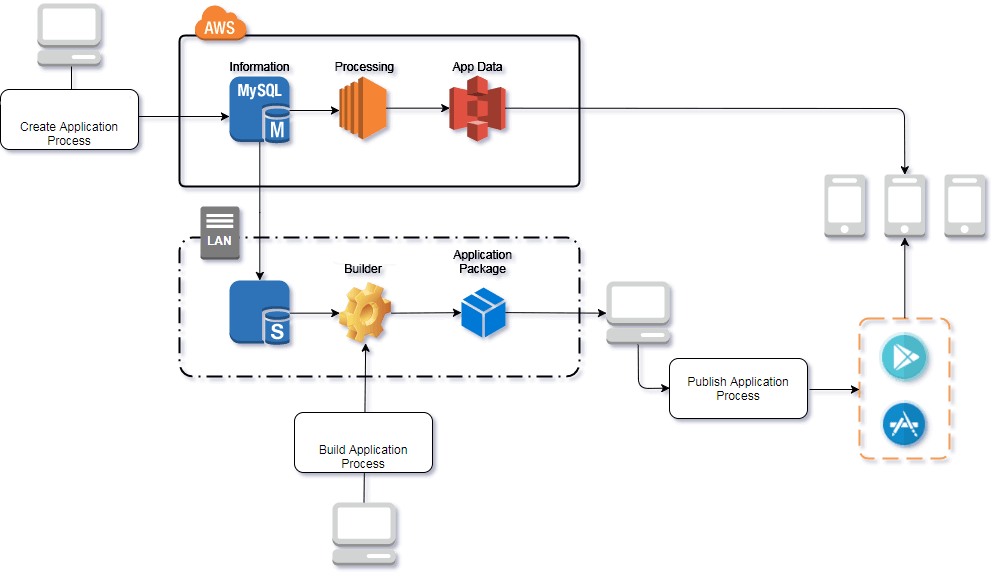 AWS
Information
Processing
App Data
MySQL
M
Create Application
Process
LAN
Builder
Application
Package
S
Publish Application
Process
Build Application
Process